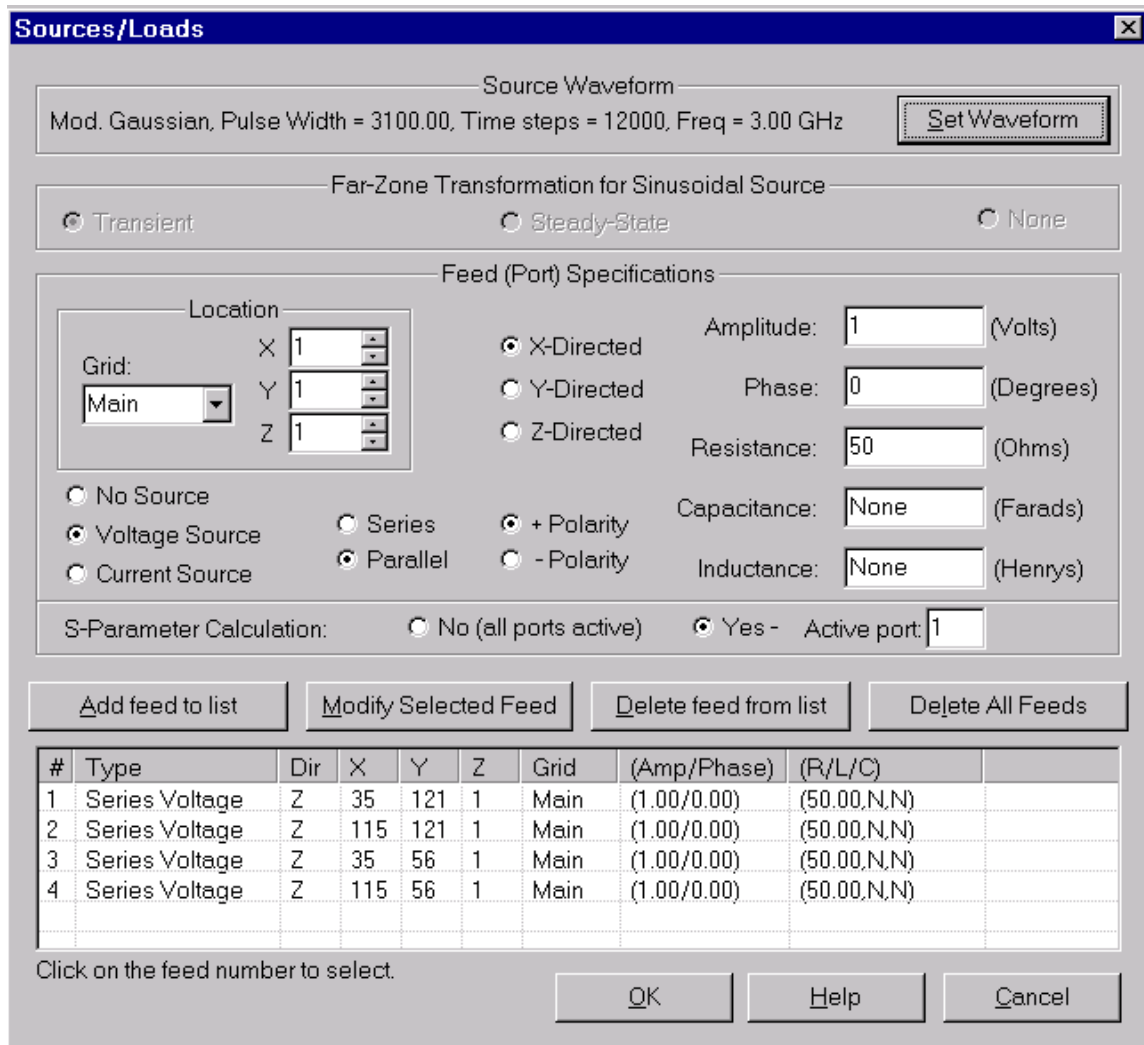 Sources/Loads
Source Waveform
Mod. Gaussian, Pulse Width = 3100.00, Time steps = 12000, Freq = 3.00 GHz
Set Waveform
Far-Zone Transformation for Sinusoidal Source
Transient Steady-State None
Feed (Port) Specifications
Location
Grid:
Main
X 1
Y 1
Z 1
X-Directed
Y-Directed
Z-Directed
Amplitude: 1 (Volts)
Phase: 0 (Degrees)
Resistance: 50 (Ohms)
Capacitance: None (Farads)
Inductance: None (Henrys)
No Source
Voltage Source
Current Source
Series
Parallel
+ Polarity
- Polarity
S-Parameter Calculation: No (all ports active) Yes - Active port: 1
Add feed to list Modify Selected Feed Delete feed from list Delete All Feeds
# Type Dir X Y Z Grid (Amp/Phase) (R/L/C)
1 Series Voltage Z 35 121 1 Main (1.00/0.00) (50.00,N,N)
2 Series Voltage Z 115 121 1 Main (1.00/0.00) (50.00,N,N)
3 Series Voltage Z 35 56 1 Main (1.00/0.00) (50.00,N,N)
4 Series Voltage Z 115 56 1 Main (1.00/0.00) (50.00,N,N)
Click on the feed number to select.
OK Help Cancel